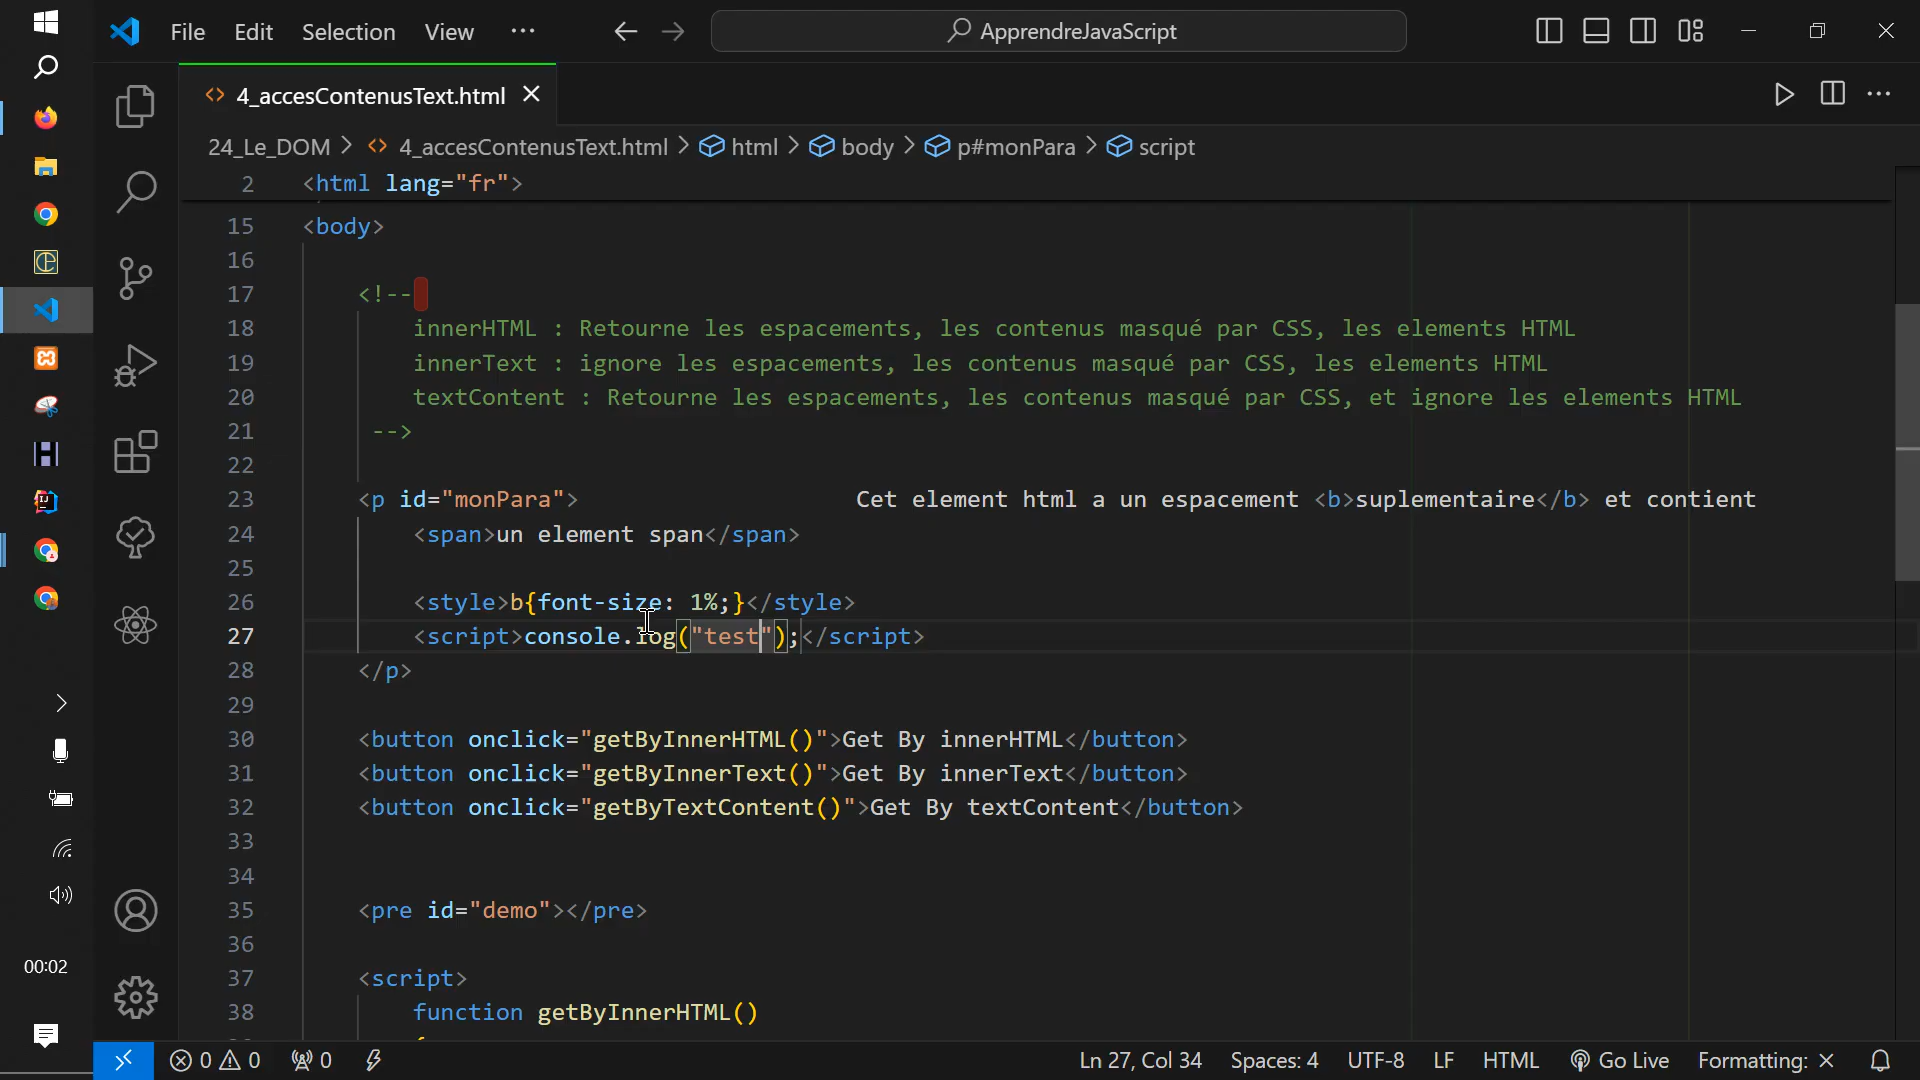 File Edit Selection View ··· ApprendreJavaScript
4_accesContenusText.html
24_Le_DOM > 4_accesContenusText.html > html > body > p#monPara > script
2 <html lang="fr">
15 <body>
16
17 <!--
18 innerHTML : Retourne les espacements, les contenus masqué par CSS, les elements HTML
19 innerText : ignore les espacements, les contenus masqué par CSS, les elements HTML
20 textContent : Retourne les espacements, les contenus masqué par CSS, et ignore les elements HTML
21 -->
22
23 <p id="monPara"> Cet element html a un espacement <b>suplementaire</b> et contient
24 <span>un element span</span>
25
26 <style>b{font-size: 1%;}</style>
27 <script>console.log("test");</script>
28 </p>
29
30 <button onclick="getByInnerHTML()">Get By innerHTML</button>
31 <button onclick="getByInnerText()">Get By innerText</button>
32 <button onclick="getByTextContent()">Get By textContent</button>
33
34
35 <pre id="demo"></pre>
36
37 <script>
38 function getByInnerHTML()
00:02
0 0 0 Ln 27, Col 34 Spaces: 4 UTF-8 LF HTML Go Live Formatting: ×